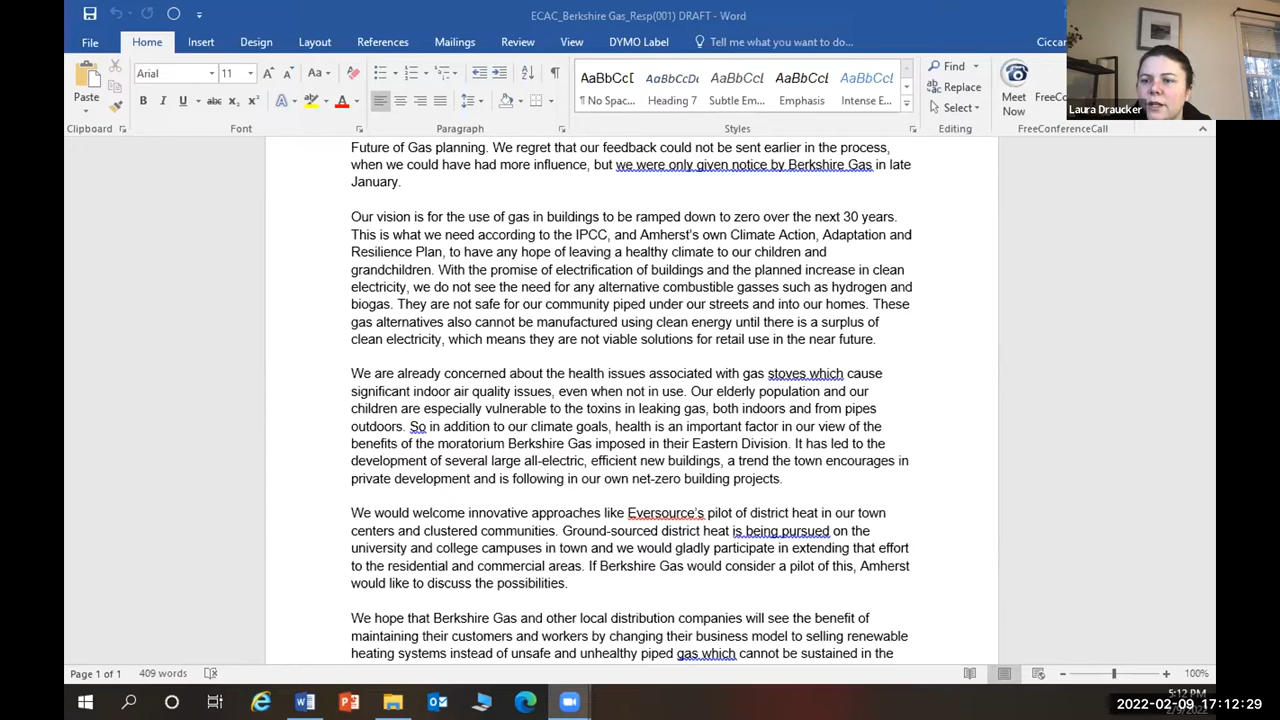 ECAC_Berkshire Gas_Resp(001) DRAFT - Word
File Home Insert Design Layout References Mailings Review View DYMO Label Tell me what you want to do... Ciccar
Laura Draucker
Paste
Clipboard
Arial 11
Font
Paragraph
AaBbCcI AaBbCcDc AaBbCcL AaBbCcL AaBbCcl
¶ No Spac... Heading 7 Subtle Em... Emphasis Intense E...
Styles
Find
Replace
Select
Editing
Meet Now
FreeC
FreeConferenceCall
Future of Gas planning. We regret that our feedback could not be sent earlier in the process,
when we could have had more influence, but we were only given notice by Berkshire Gas in late
January.
Our vision is for the use of gas in buildings to be ramped down to zero over the next 30 years.
This is what we need according to the IPCC, and Amherst's own Climate Action, Adaptation and
Resilience Plan, to have any hope of leaving a healthy climate to our children and
grandchildren. With the promise of electrification of buildings and the planned increase in clean
electricity, we do not see the need for any alternative combustible gasses such as hydrogen and
biogas. They are not safe for our community piped under our streets and into our homes. These
gas alternatives also cannot be manufactured using clean energy until there is a surplus of
clean electricity, which means they are not viable solutions for retail use in the near future.
We are already concerned about the health issues associated with gas stoves which cause
significant indoor air quality issues, even when not in use. Our elderly population and our
children are especially vulnerable to the toxins in leaking gas, both indoors and from pipes
outdoors. So in addition to our climate goals, health is an important factor in our view of the
benefits of the moratorium Berkshire Gas imposed in their Eastern Division. It has led to the
development of several large all-electric, efficient new buildings, a trend the town encourages in
private development and is following in our own net-zero building projects.
We would welcome innovative approaches like Eversource's pilot of district heat in our town
centers and clustered communities. Ground-sourced district heat is being pursued on the
university and college campuses in town and we would gladly participate in extending that effort
to the residential and commercial areas. If Berkshire Gas would consider a pilot of this, Amherst
would like to discuss the possibilities.
We hope that Berkshire Gas and other local distribution companies will see the benefit of
maintaining their customers and workers by changing their business model to selling renewable
heating systems instead of unsafe and unhealthy piped gas which cannot be sustained in the
Page 1 of 1 409 words 100%
5:12 PM
2022-02-09 17:12:29